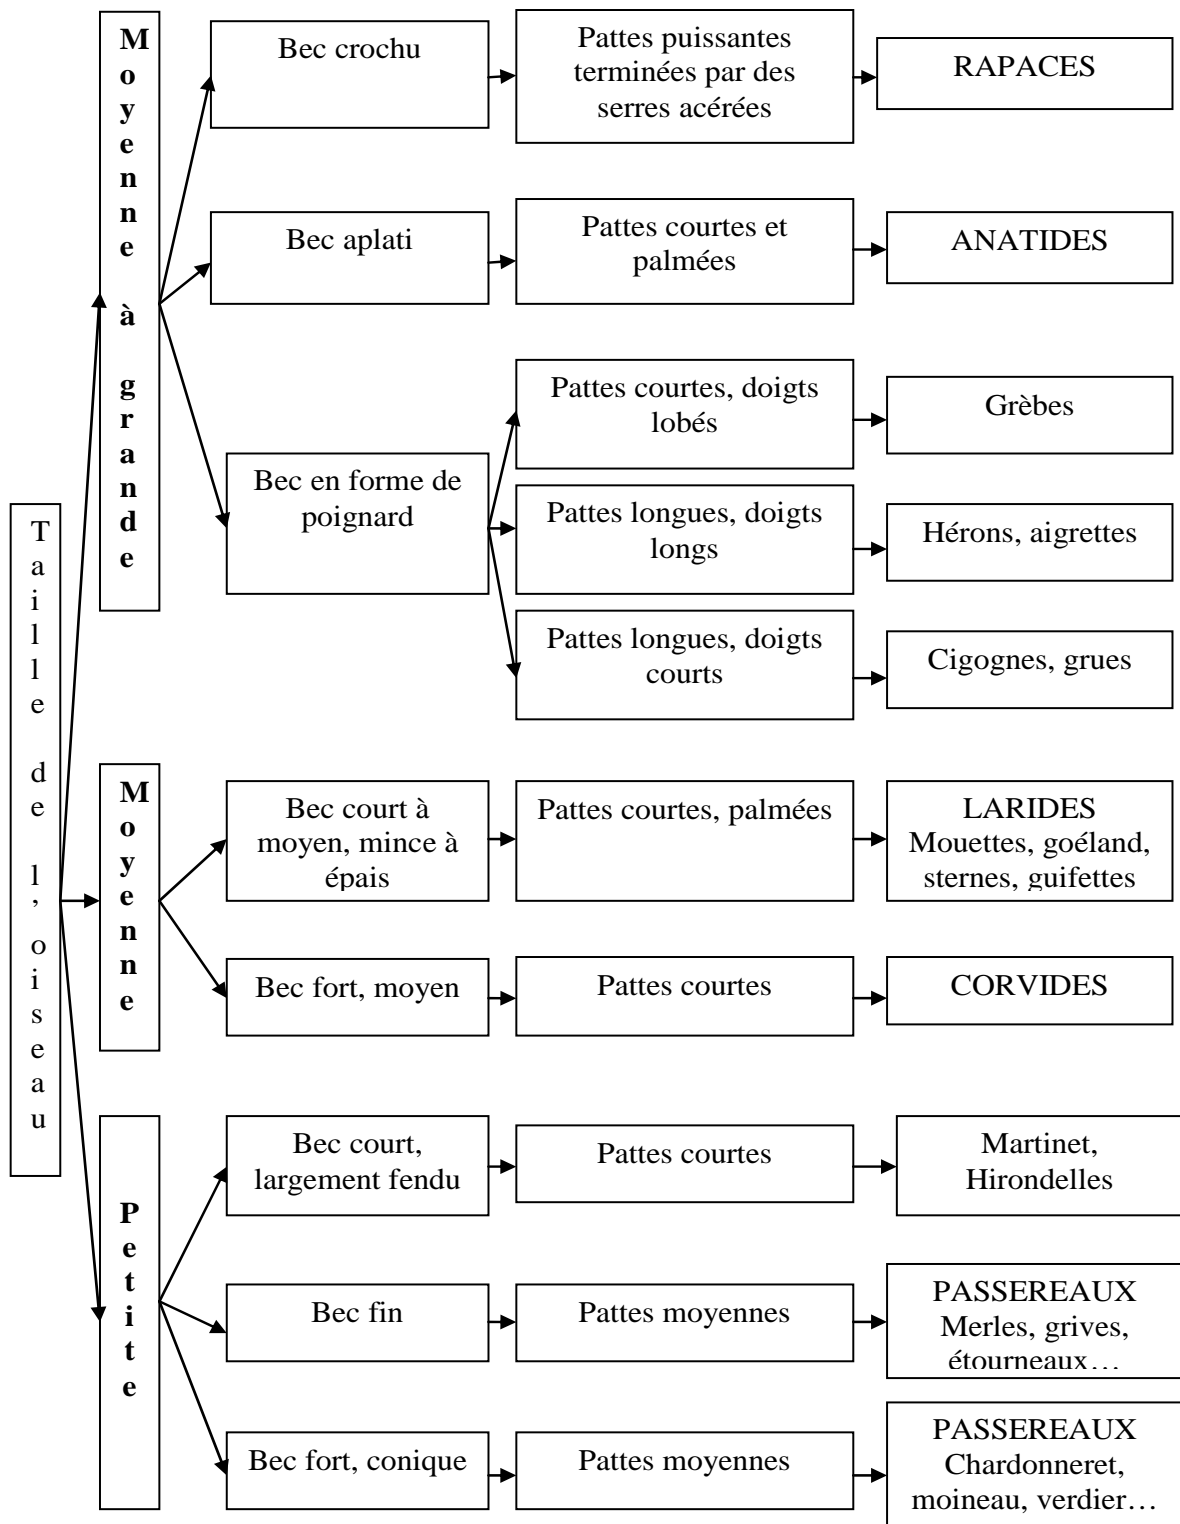 Taille de l'oiseau
Moyenne à grande
Bec crochu
Pattes puissantes
terminées par des
serres acérées
RAPACES
Bec aplati
Pattes courtes et
palmées
ANATIDES
Bec en forme de
poignard
Pattes courtes, doigts
lobés
Grèbes
Pattes longues, doigts
longs
Hérons, aigrettes
Pattes longues, doigts
courts
Cigognes, grues
Moyenne
Bec court à
moyen, mince à
épais
Pattes courtes, palmées
LARIDES
Mouettes, goéland,
sternes, guifettes
Bec fort, moyen
Pattes courtes
CORVIDES
Petite
Bec court,
largement fendu
Pattes courtes
Martinet,
Hirondelles
Bec fin
Pattes moyennes
PASSEREAUX
Merles, grives,
étourneaux…
Bec fort, conique
Pattes moyennes
PASSEREAUX
Chardonneret,
moineau, verdier…